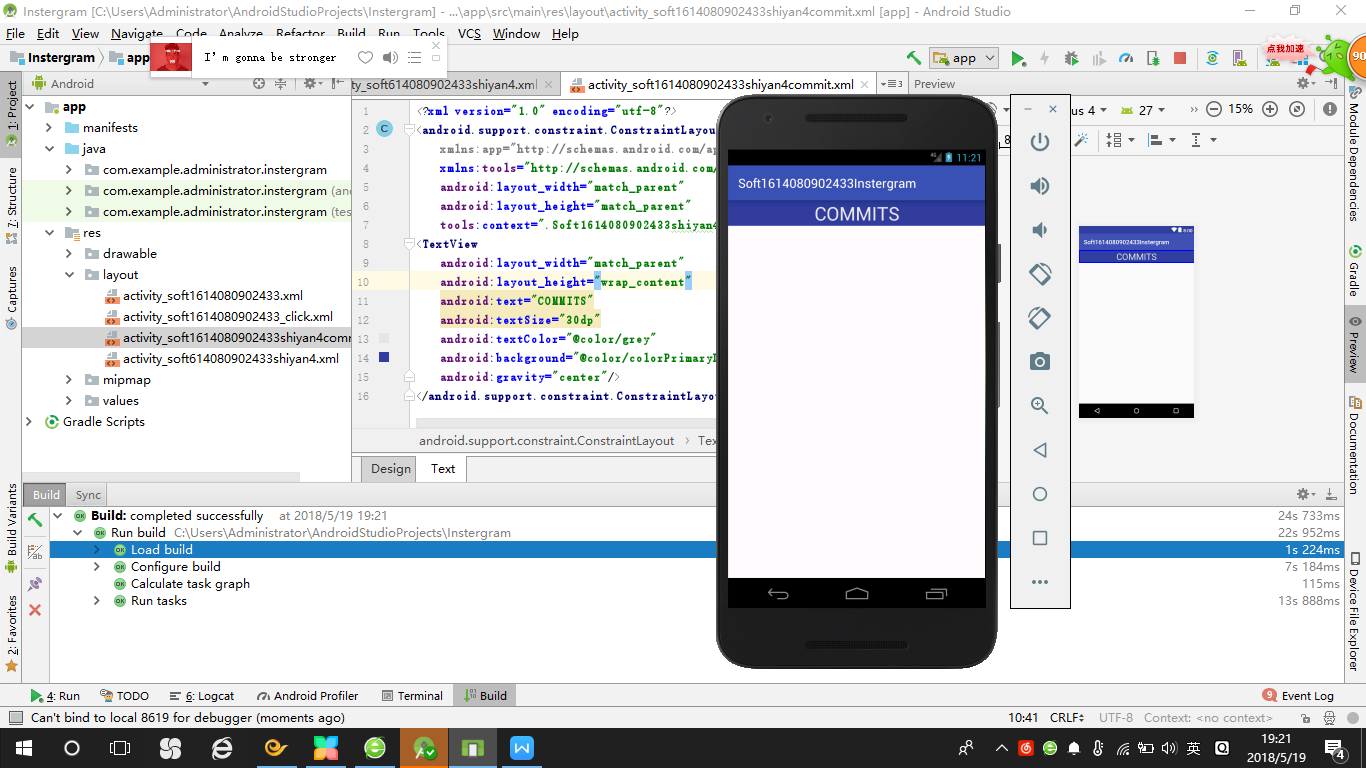 Instergram [C:\Users\Administrator\AndroidStudioProjects\Instergram] - ...\app\src\main\res\layout\activity_soft1614080902433shiyan4commit.xml [app] - Android Studio
File Edit View Navigate Code Analyze Refactor Build Run Tools VCS Window Help
I'm gonna be stronger
Instergram app
app
点我加速
90
1: Project
Android
ty_soft1614080902433shiyan4.xml
activity_soft1614080902433shiyan4commit.xml
3
Preview
app
manifests
java
com.example.administrator.instergram
com.example.administrator.instergram (an
com.example.administrator.instergram (tes
res
drawable
layout
activity_soft1614080902433.xml
activity_soft1614080902433_click.xml
activity_soft1614080902433shiyan4comm
activity_soft614080902433shiyan4.xml
mipmap
values
Gradle Scripts
7: Structure
Captures
Build Variants
2: Favorites
1 <?xml version="1.0" encoding="utf-8"?>
2 <android.support.constraint.ConstraintLayou
3 xmlns:app="http://schemas.android.com/ap
4 xmlns:tools="http://schemas.android.com/
5 android:layout_width="match_parent"
6 android:layout_height="match_parent"
7 tools:context=".Soft1614080902433shiyan4
8 <TextView
9 android:layout_width="match_parent"
10 android:layout_height="wrap_content"
11 android:text="COMMITS"
12 android:textSize="30dp"
13 android:textColor="@color/grey"
14 android:background="@color/colorPrimaryD
15 android:gravity="center"/>
16 </android.support.constraint.ConstraintLayou
android.support.constraint.ConstraintLayout › Tex
Design Text
4G 11:21
Soft1614080902433Instergram
COMMITS
us 4 27 15%
8
8:00
Soft1614080902433Instergram
COMMITS
Module Dependencies
Gradle
Preview
Documentation
Device File Explorer
Build Sync
Build: completed successfully at 2018/5/19 19:21 24s 733ms
Run build C:\Users\Administrator\AndroidStudioProjects\Instergram 22s 952ms
Load build 1s 224ms
Configure build 7s 184ms
Calculate task graph 115ms
Run tasks 13s 888ms
4: Run TODO 6: Logcat Android Profiler Terminal Build 9 Event Log
Can't bind to local 8619 for debugger (moments ago) 10:41 CRLF UTF-8 Context: <no context>
英 19:21
2018/5/19 4